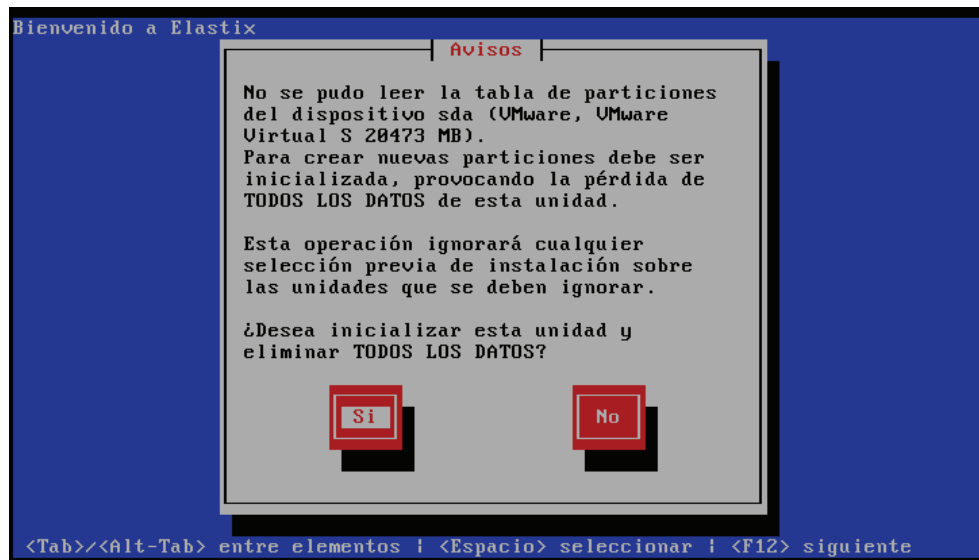 Bienvenido a Elastix
Avisos
No se pudo leer la tabla de particiones
del dispositivo sda (VMware, VMware
Virtual S 20473 MB).
Para crear nuevas particiones debe ser
inicializada, provocando la pérdida de
TODOS LOS DATOS de esta unidad.
Esta operación ignorará cualquier
selección previa de instalación sobre
las unidades que se deben ignorar.
¿Desea inicializar esta unidad y
eliminar TODOS LOS DATOS?
Si No
<Tab>/<Alt-Tab> entre elementos | <Espacio> seleccionar | <F12> siguiente